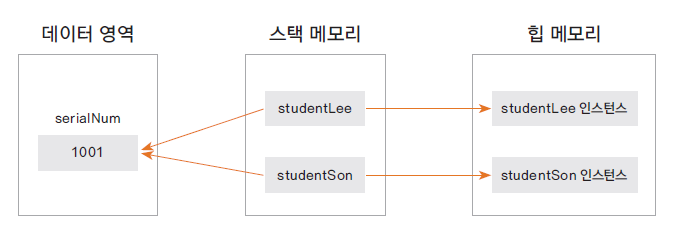 데이터 영역
스택 메모리
힙 메모리
serialNum
1001
studentLee
studentLee 인스턴스
studentSon
studentSon 인스턴스